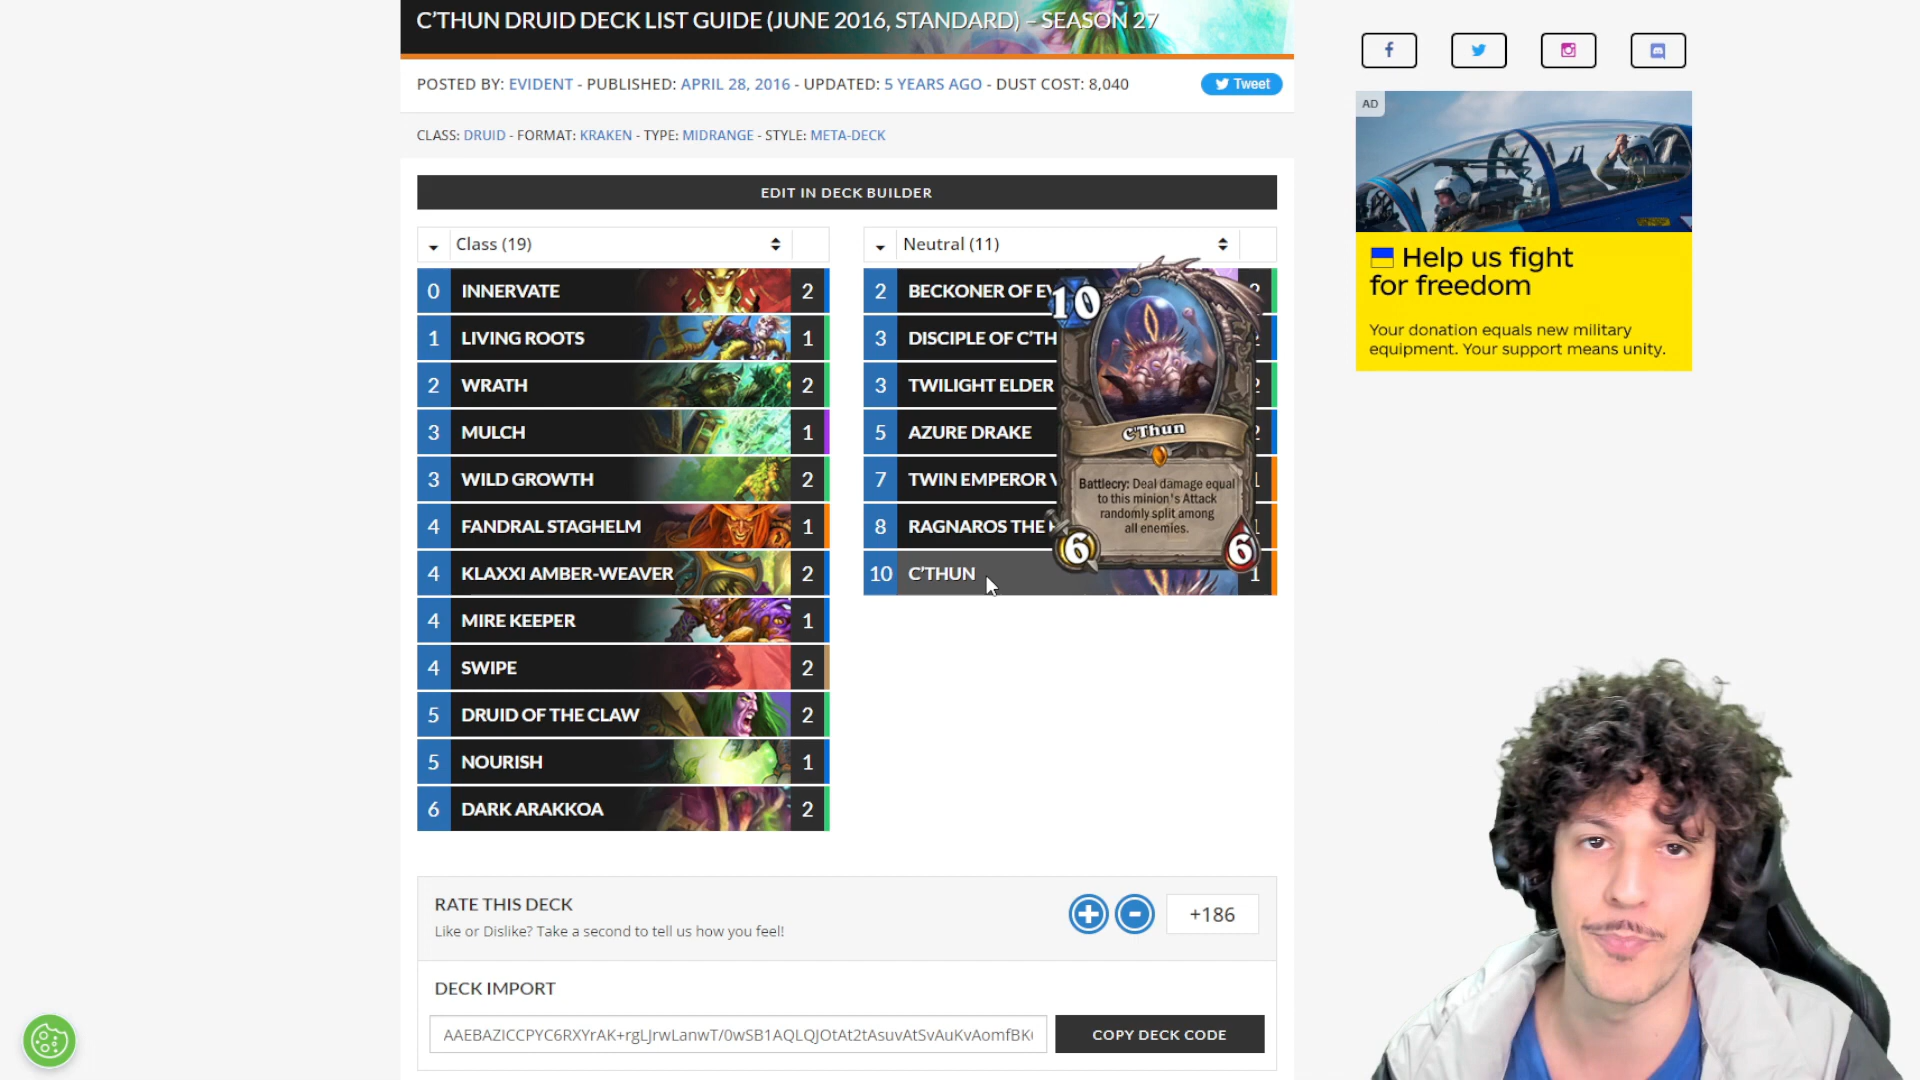 C'THUN DRUID DECK LIST GUIDE (JUNE 2016, STANDARD) – SEASON 27
POSTED BY: EVIDENT - PUBLISHED: APRIL 28, 2016 - UPDATED: 5 YEARS AGO - DUST COST: 8,040
Tweet
CLASS: DRUID - FORMAT: KRAKEN - TYPE: MIDRANGE - STYLE: META-DECK
EDIT IN DECK BUILDER
Class (19)
0 INNERVATE 2
1 LIVING ROOTS 1
2 WRATH 2
3 MULCH 1
3 WILD GROWTH 2
4 FANDRAL STAGHELM 1
4 KLAXXI AMBER-WEAVER 2
4 MIRE KEEPER 1
4 SWIPE 2
5 DRUID OF THE CLAW 2
5 NOURISH 1
6 DARK ARAKKOA 2
Neutral (11)
2 BECKONER OF
3 DISCIPLE OF C'TH
3 TWILIGHT ELDER
5 AZURE DRAKE
7 TWIN EMPEROR
8 RAGNAROS THE
10 C'THUN 1
10
C'Thun
Battlecry: Deal damage equal
to this minion's Attack
randomly split among
all enemies.
6 6
RATE THIS DECK
Like or Dislike? Take a second to tell us how you feel!
+186
DECK IMPORT
COPY DECK CODE
AD
Help us fight
for freedom
Your donation equals new military
equipment. Your support means unity.